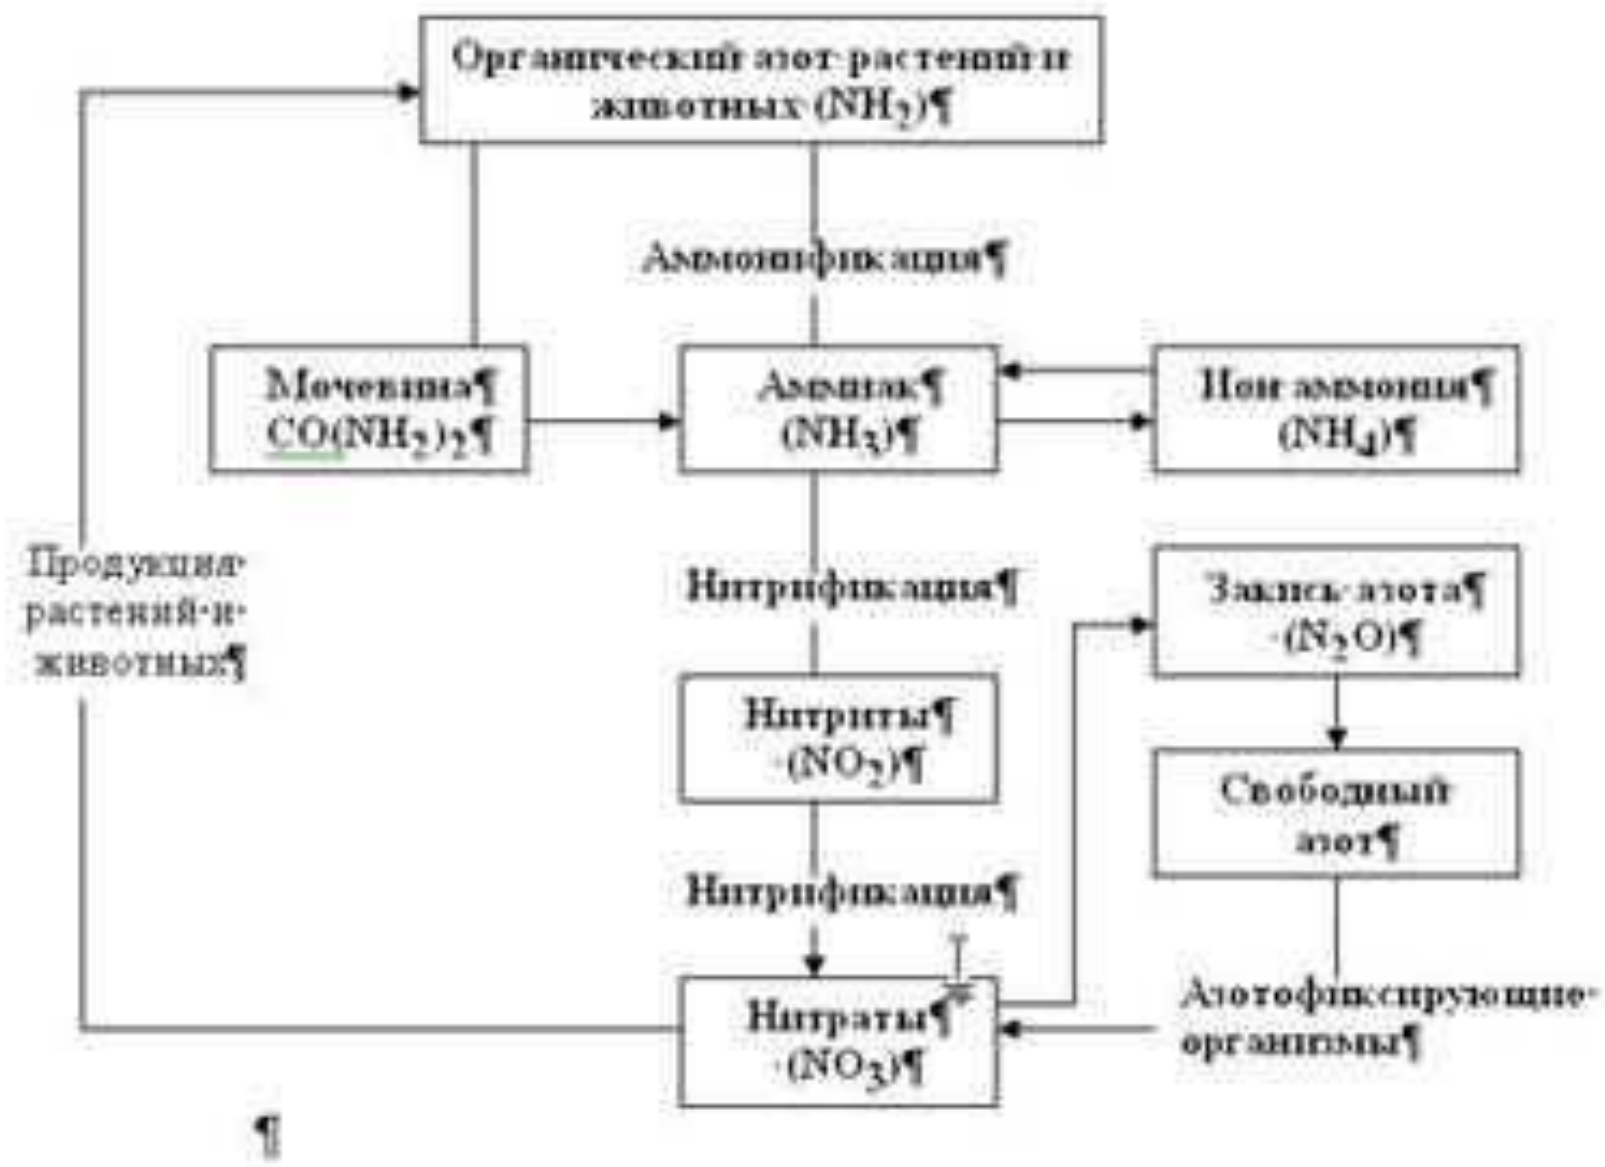 Органический азот растений и
животных (NH2)¶
Аммонификация¶
Мочевина¶
CO(NH2)2¶
Аммиак¶
(NH3)¶
Ион аммония¶
(NH4)¶
Продукция
растений и
животных¶
Нитрификация¶
Закись азота¶
(N2O)¶
Нитриты¶
(NO2)¶
Свободный
азот¶
Нитрификация¶
Азотофиксирующие
организмы¶
Нитраты¶
(NO3)¶
¶